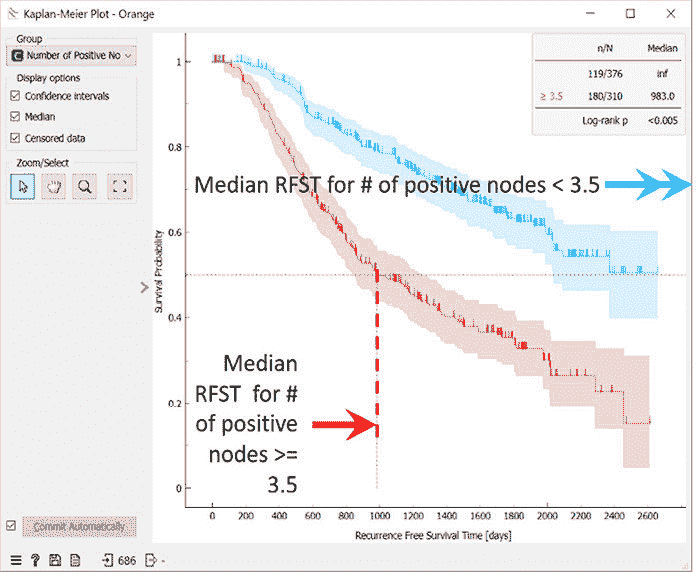 Kaplan-Meier Plot - Orange
Group
C Number of Positive No
Display options
Confidence intervals
Median
Censored data
Zoom/Select
Commit Automatically
686
-
Survival Probability
1
0.8
0.6
0.4
0.2
0
n/N Median
119/376 inf
≥ 3.5 180/310 983.0
Log-rank p <0.005
Median RFST for # of positive nodes < 3.5
Median
RFST for #
of positive
nodes >=
3.5
0 200 400 600 800 1000 1200 1400 1600 1800 2000 2200 2400 2600
Recurrence Free Survival Time [days]